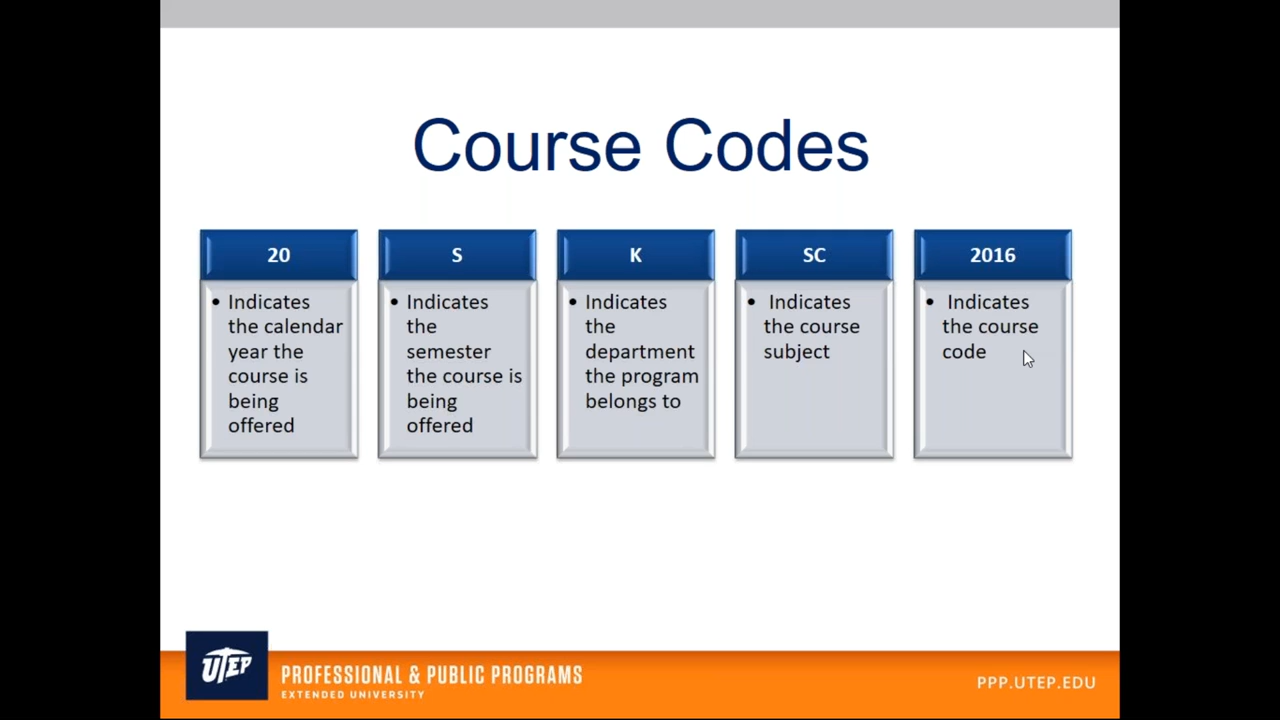 Course Codes
20
• Indicates
the calendar
year the
course is
being
offered
S
• Indicates
the
semester
the course is
being
offered
K
• Indicates
the
department
the program
belongs to
SC
• Indicates
the course
subject
2016
• Indicates
the course
code
UTEP
PROFESSIONAL & PUBLIC PROGRAMS
EXTENDED UNIVERSITY
PPP.UTEP.EDU